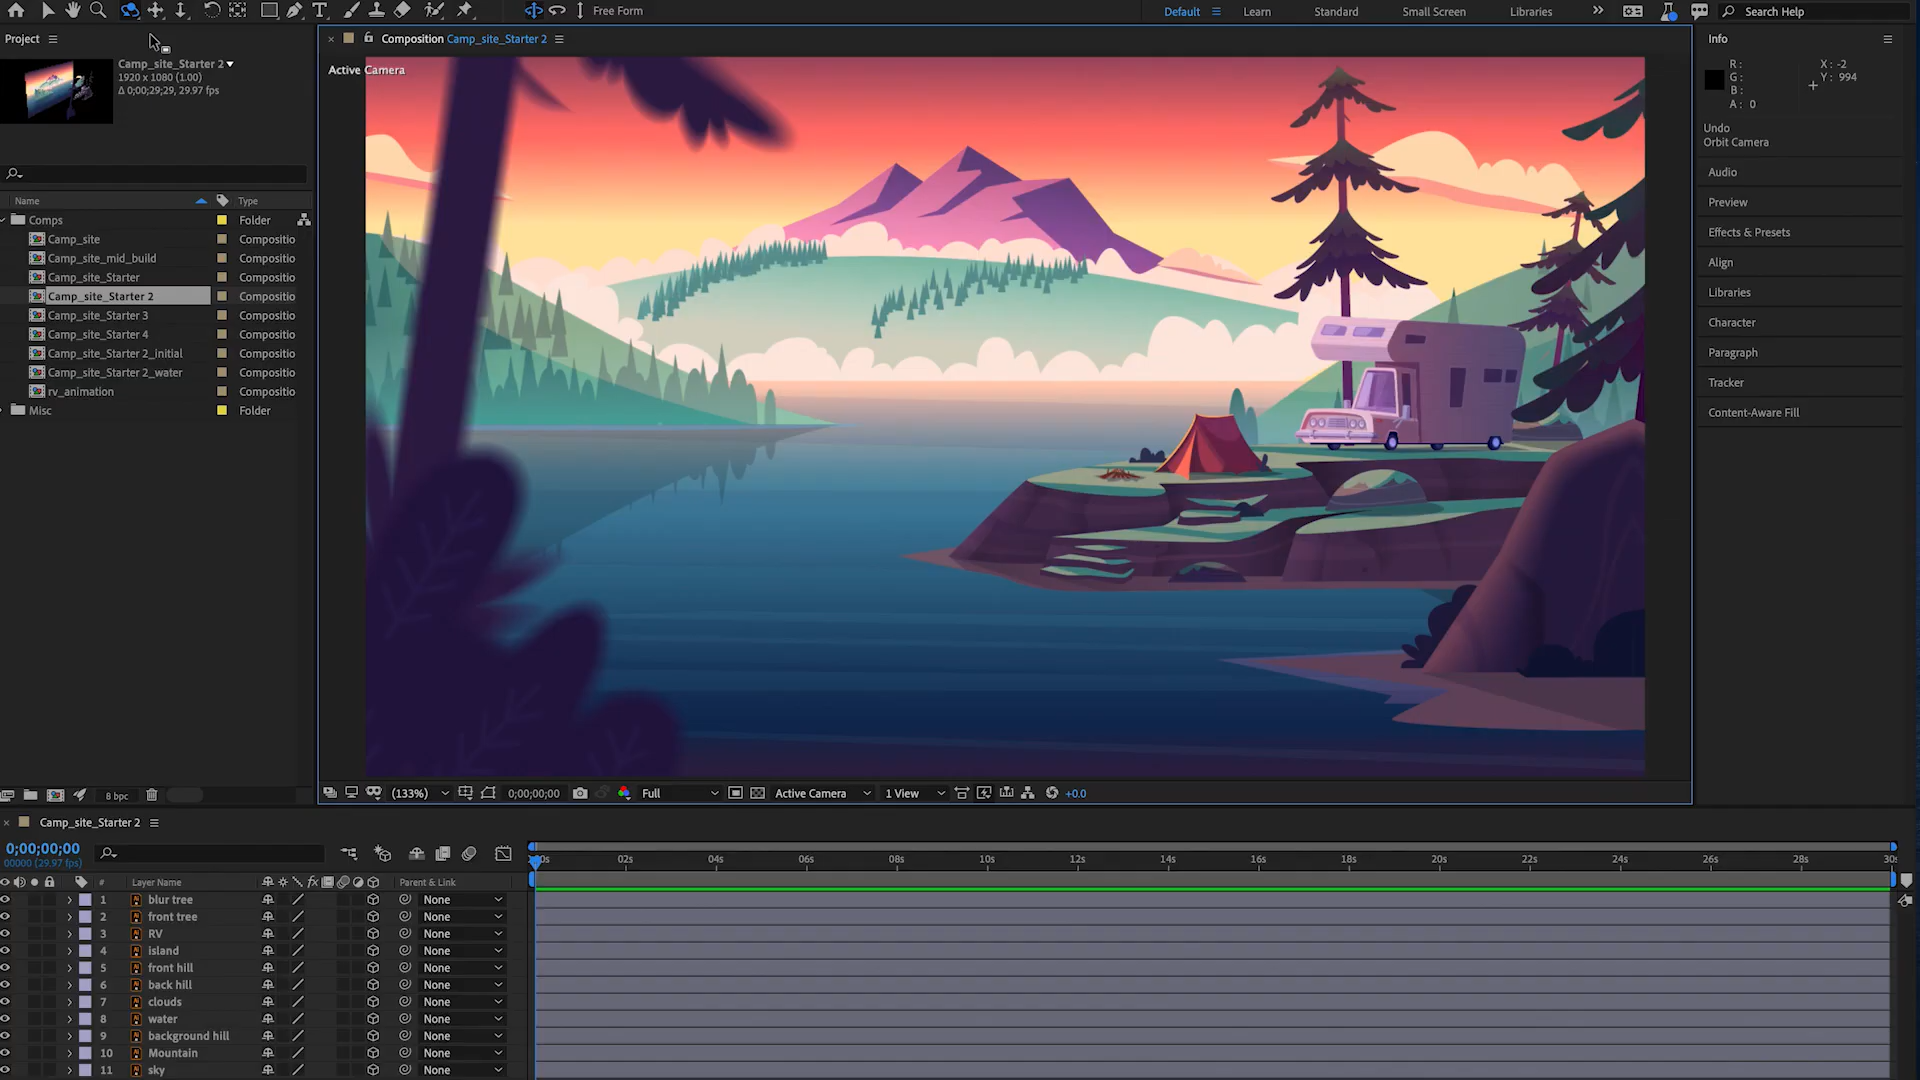 Free Form
Default
Learn
Standard
Small Screen
Libraries
Search Help
Project
Camp_site_Starter 2
1920 x 1080 (1.00)
Δ 0;00;29;29, 29.97 fps
Name
Type
Comps
Folder
Camp_site
Compositio
Camp_site_mid_build
Compositio
Camp_site_Starter
Compositio
Camp_site_Starter 2
Compositio
Camp_site_Starter 3
Compositio
Camp_site_Starter 4
Compositio
Camp_site_Starter 2_initial
Compositio
Camp_site_Starter 2_water
Compositio
rv_animation
Compositio
Misc
Folder
8 bpc
Composition Camp_site_Starter 2
Active Camera
(133%)
0;00;00;00
Full
Active Camera
1 View
+0.0
Info
R :
G :
B :
A : 0
X : -2
Y : 994
Undo
Orbit Camera
Audio
Preview
Effects & Presets
Align
Libraries
Character
Paragraph
Tracker
Content-Aware Fill
Camp_site_Starter 2
0;00;00;00
00000 (29.97 fps)
:00s 02s 04s 06s 08s 10s 12s 14s 16s 18s 20s 22s 24s 26s 28s 30s
# Layer Name fx Parent & Link
1 blur tree None
2 front tree None
3 RV None
4 island None
5 front hill None
6 back hill None
7 clouds None
8 water None
9 background hill None
10 Mountain None
11 sky None